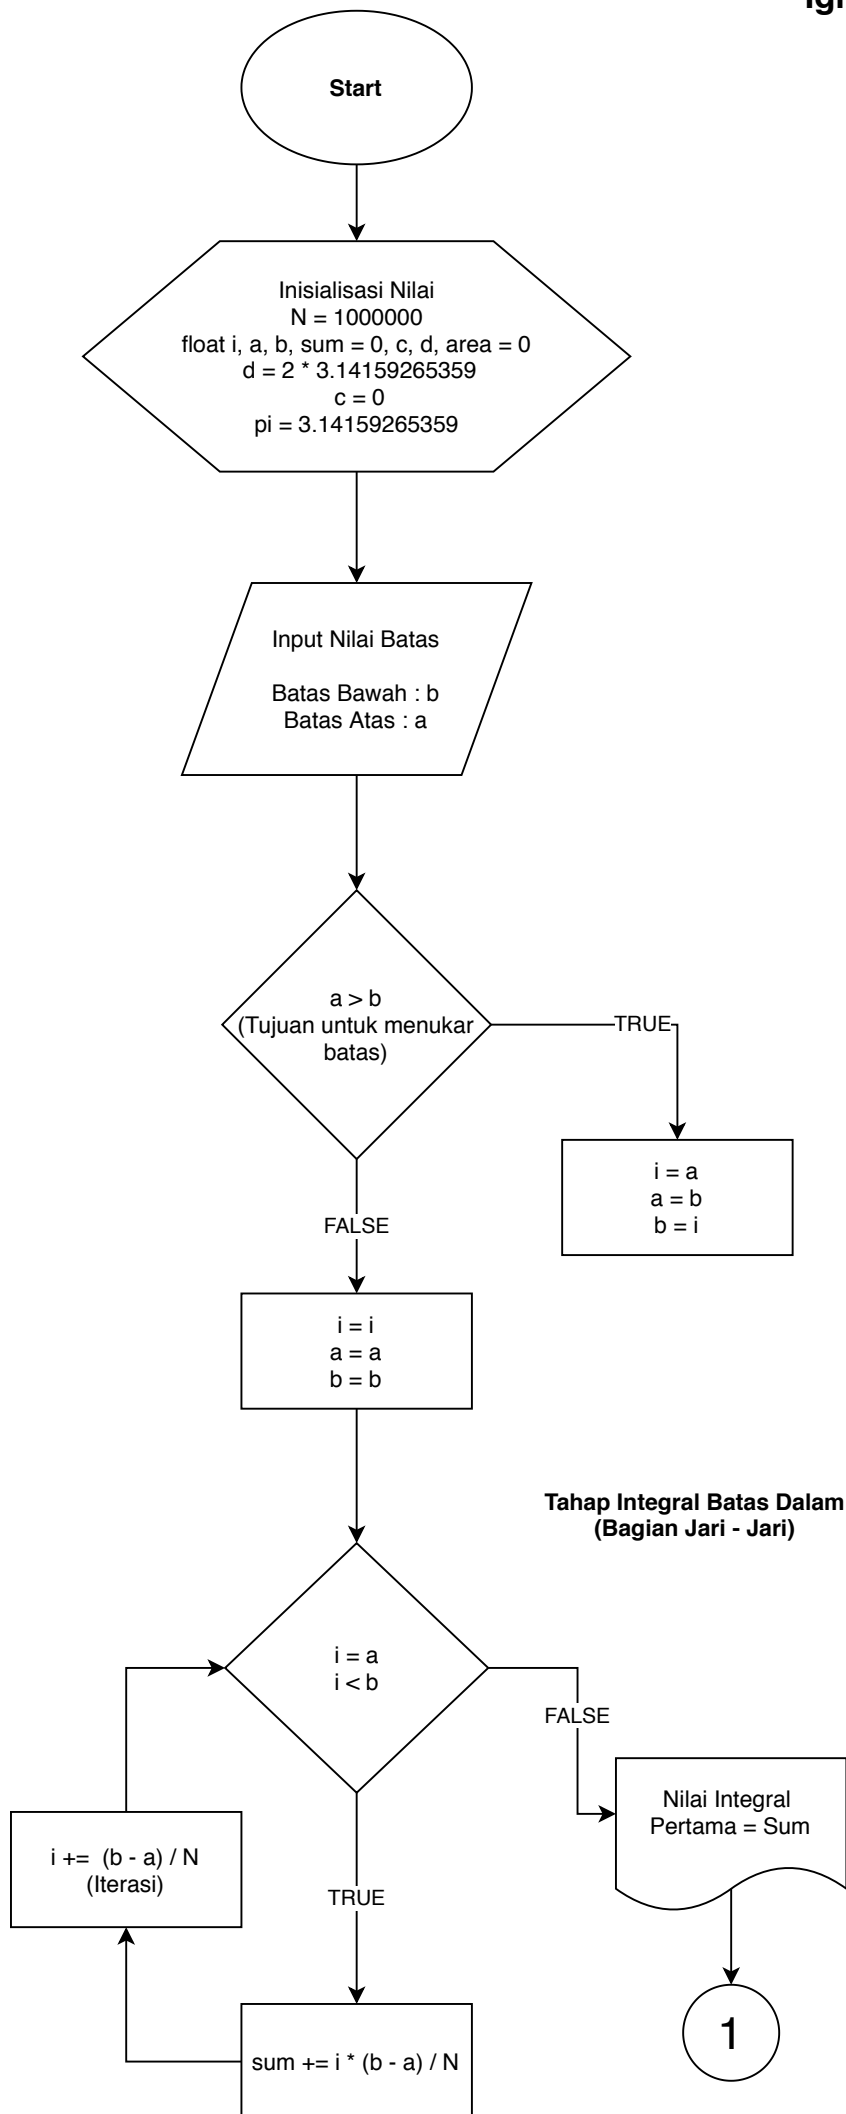 Start
Inisialisasi Nilai
N = 1000000
float i, a, b, sum = 0, c, d, area = 0
d = 2 * 3.14159265359
c = 0
pi = 3.14159265359
Input Nilai Batas
Batas Bawah : b
Batas Atas : a
a > b
(Tujuan untuk menukar
batas)
TRUE
i = a
a = b
b = i
FALSE
i = i
a = a
b = b
Tahap Integral Batas Dalam
(Bagian Jari - Jari)
i = a
i < b
FALSE
Nilai Integral
Pertama = Sum
i += (b - a) / N
(Iterasi)
TRUE
1
sum += i * (b - a) / N